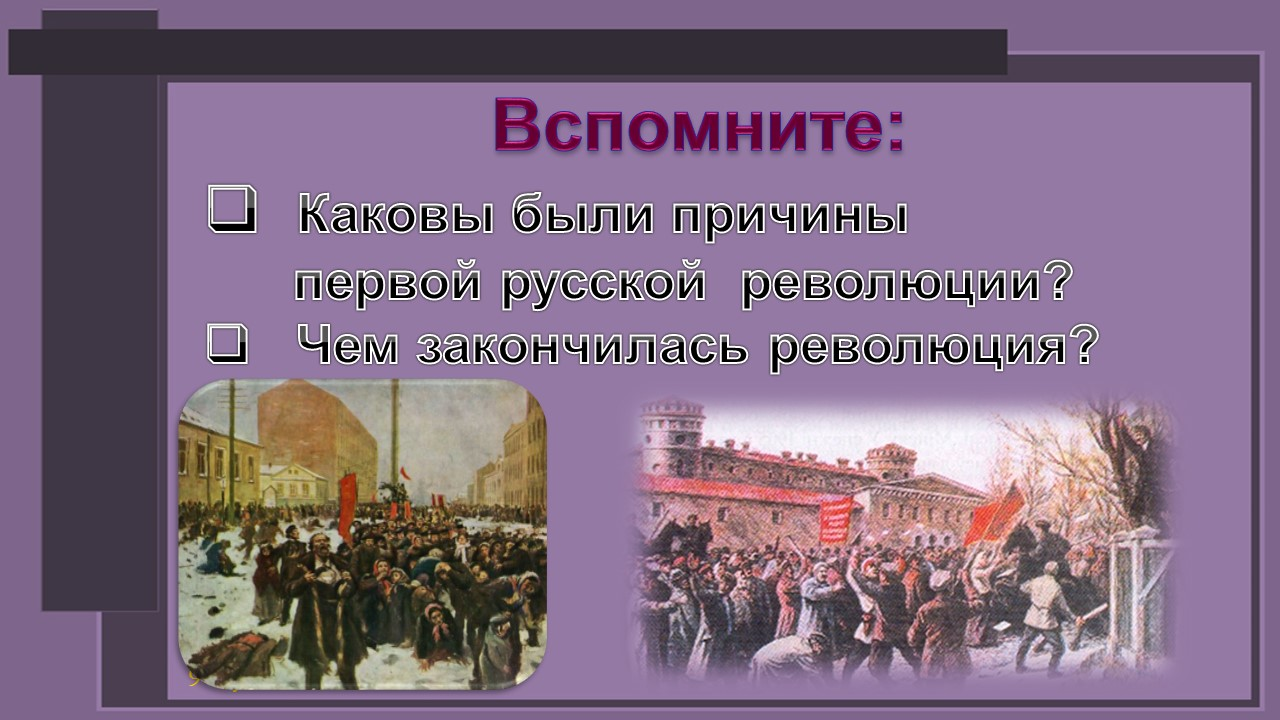 Вспомните:
Каковы были причины
первой русской революции?
Чем закончилась революция?